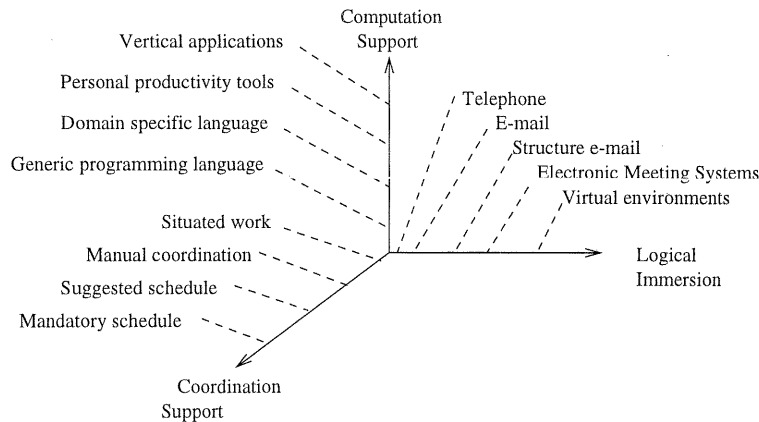 Computation
Support
Vertical applications
Personal productivity tools
Domain specific language
Generic programming language
Telephone
E-mail
Structure e-mail
Electronic Meeting Systems
Virtual environments
Situated work
Manual coordination
Suggested schedule
Mandatory schedule
Logical
Immersion
Coordination
Support